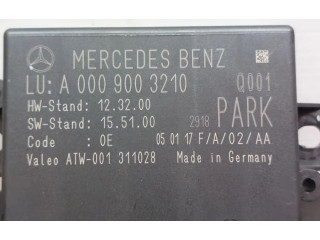 MERCEDES BENZ
LU: A 000 900 3210 Q001
HW-Stand: 12.32.00
SW-Stand: 15.51.00 2918 PARK
Code : OE 05 01 17 F/A/02/AA
Valeo ATW-001 311028 Made in Germany